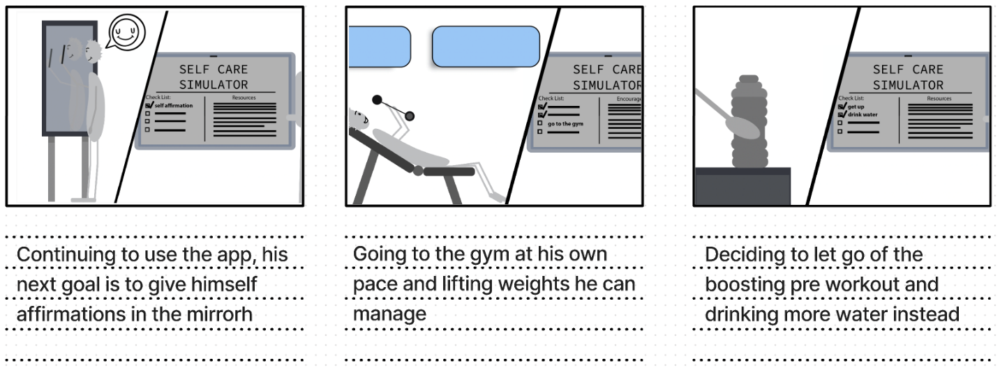 SELF CARE
SIMULATOR
Check List:
Resources
self affirmation
Continuing to use the app, his
next goal is to give himself
affirmations in the mirrorh
SELF CARE
SIMULATOR
Check List:
Encourage
go to the gym
Going to the gym at his own
pace and lifting weights he can
manage
SELF CARE
SIMULATOR
Check List:
Resources
get up
drink water
Deciding to let go of the
boosting pre workout and
drinking more water instead